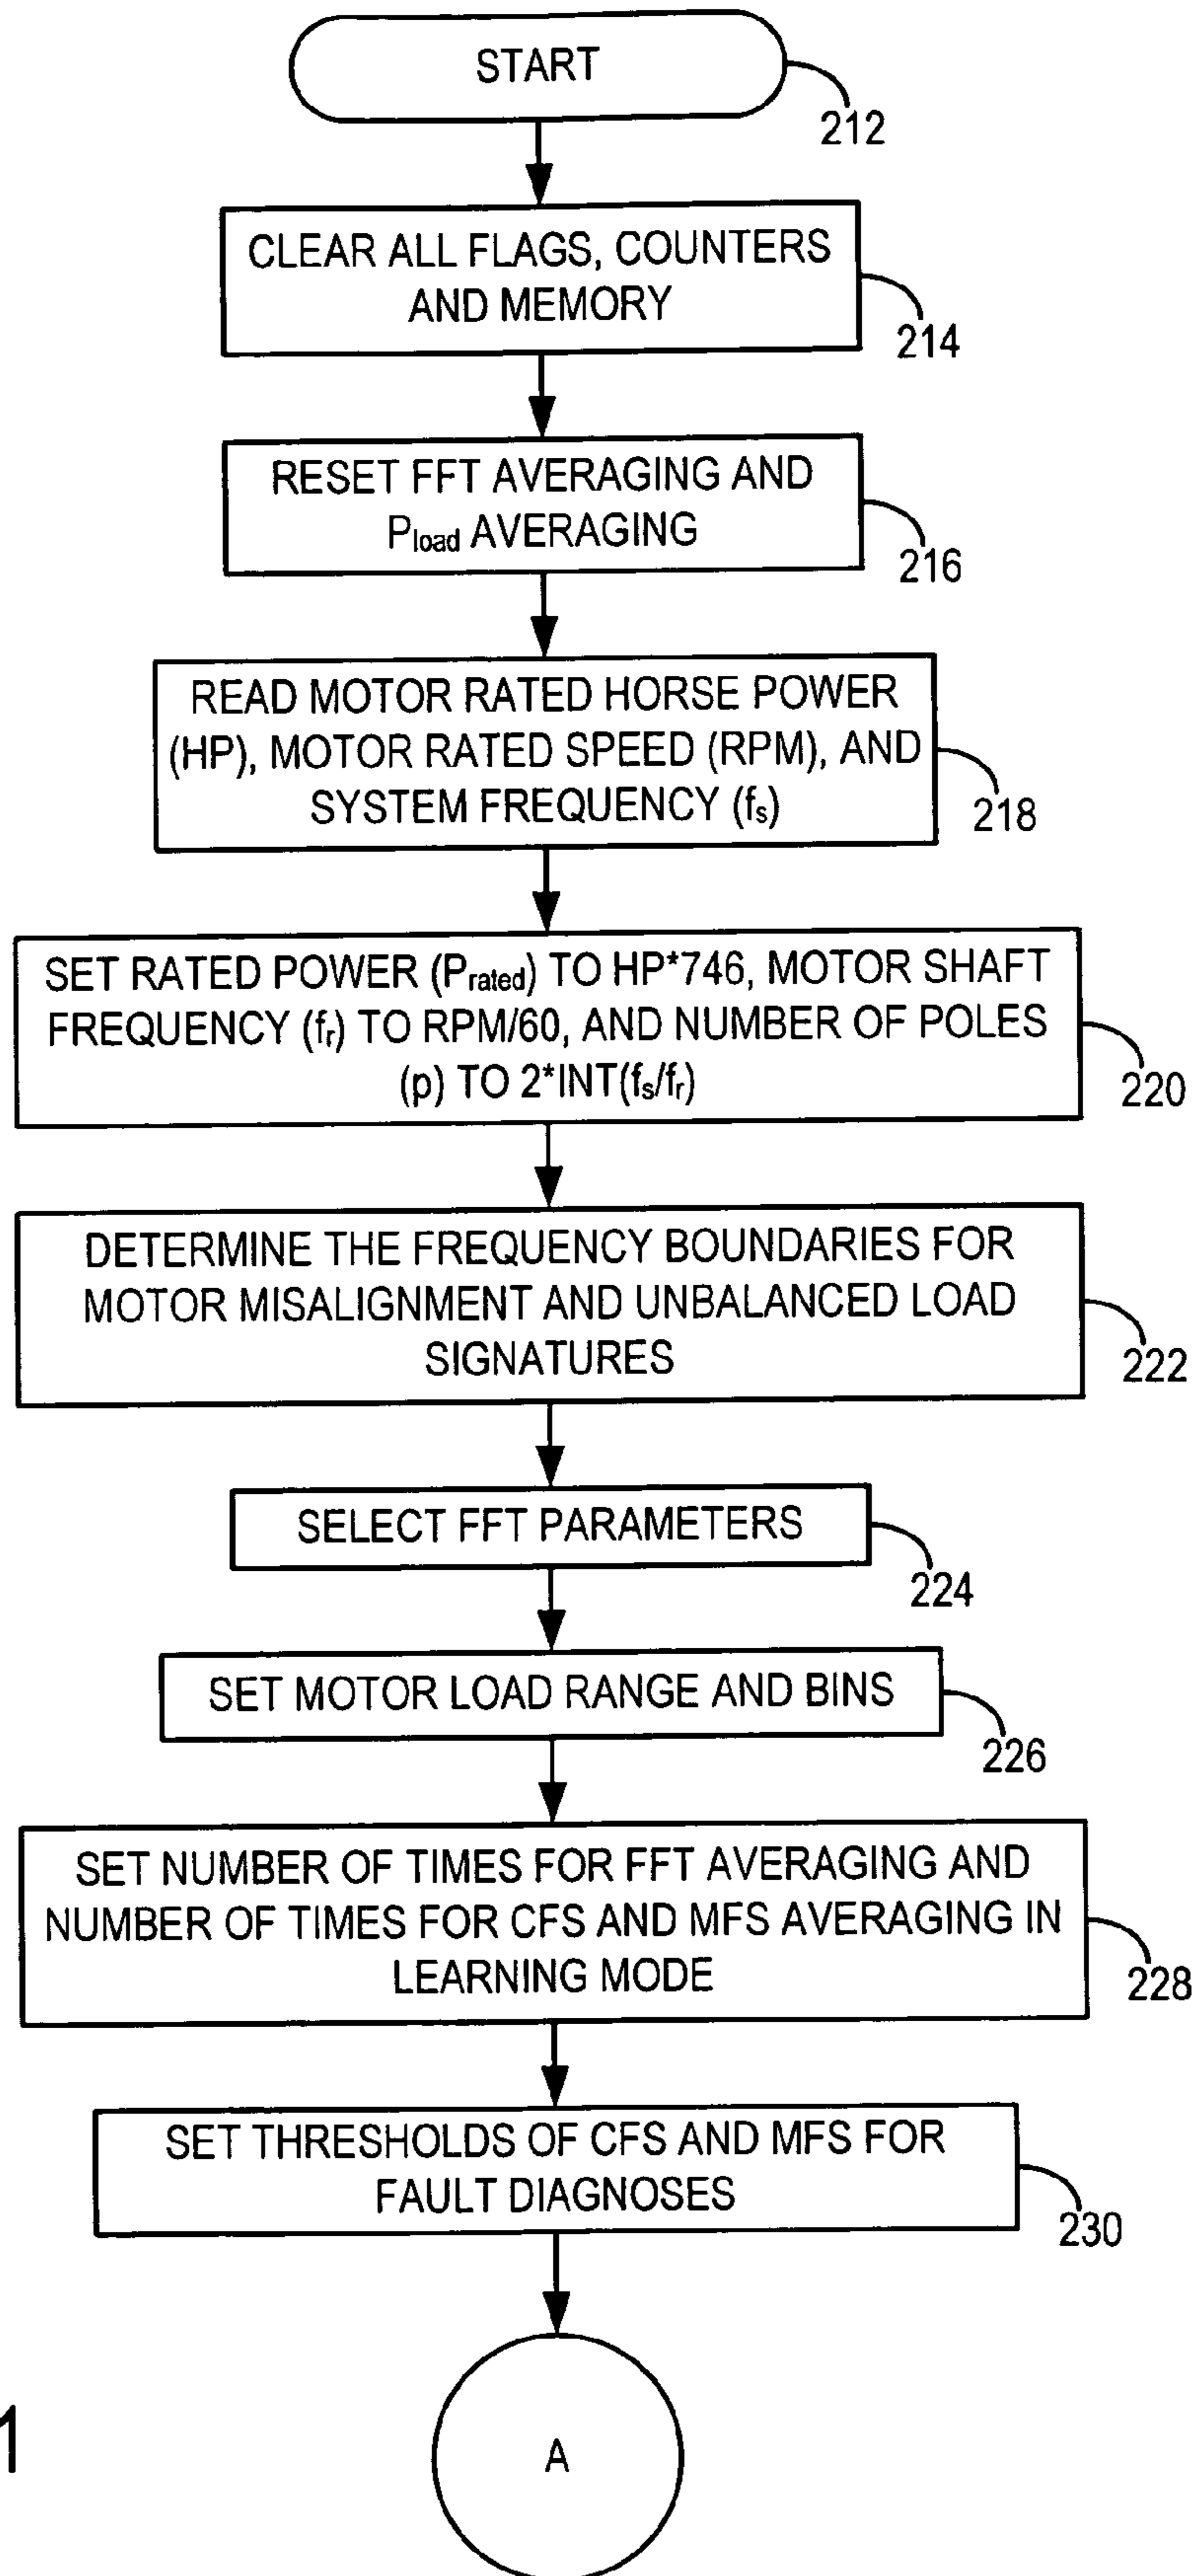 START
212
CLEAR ALL FLAGS, COUNTERS
AND MEMORY
214
RESET FFT AVERAGING AND
Pload AVERAGING
216
READ MOTOR RATED HORSE POWER
(HP), MOTOR RATED SPEED (RPM), AND
SYSTEM FREQUENCY (fs)
218
SET RATED POWER (Prated) TO HP*746, MOTOR SHAFT
FREQUENCY (fr) TO RPM/60, AND NUMBER OF POLES
(p) TO 2*INT(fs/fr)
220
DETERMINE THE FREQUENCY BOUNDARIES FOR
MOTOR MISALIGNMENT AND UNBALANCED LOAD
SIGNATURES
222
SELECT FFT PARAMETERS
224
SET MOTOR LOAD RANGE AND BINS
226
SET NUMBER OF TIMES FOR FFT AVERAGING AND
NUMBER OF TIMES FOR CFS AND MFS AVERAGING IN
LEARNING MODE
228
SET THRESHOLDS OF CFS AND MFS FOR
FAULT DIAGNOSES
230
A
1